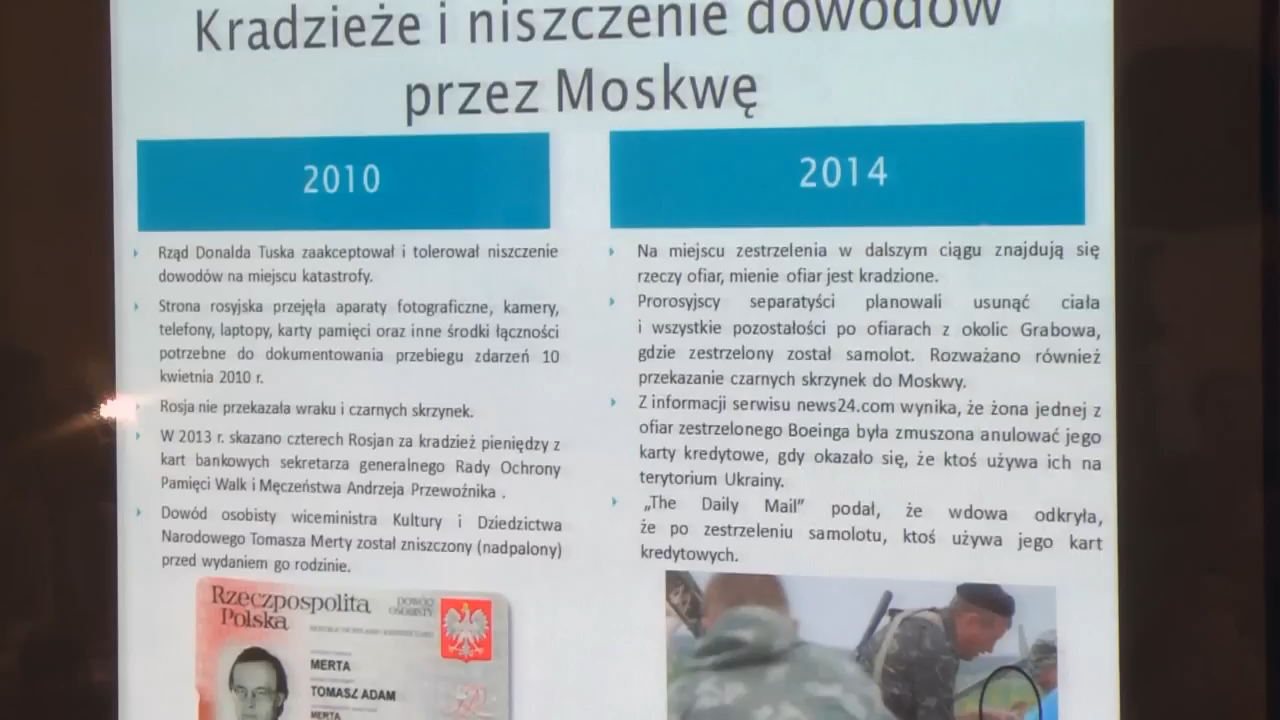 Kradzieże i niszczenie dowodów
przez Moskwę
2010
Rząd Donalda Tuska zaakceptował i tolerował niszczenie
dowodów na miejscu katastrofy.
Strona rosyjska przejęła aparaty fotograficzne, kamery,
telefony, laptopy, karty pamięci oraz inne środki łączności
potrzebne do dokumentowania przebiegu zdarzeń 10
kwietnia 2010 r.
Rosja nie przekazała wraku i czarnych skrzynek.
W 2013 r. skazano czterech Rosjan za kradzież pieniędzy z
kart bankowych sekretarza generalnego Rady Ochrony
Pamięci Walk i Męczeństwa Andrzeja Przewoźnika .
Dowód osobisty wiceministra Kultury i Dziedzictwa
Narodowego Tomasza Merty został zniszczony (nadpalony)
przed wydaniem go rodzinie.
Rzeczpospolita
Polska
DOWÓD
OSOBISTY
MERTA
TOMASZ ADAM
MERTA
2014
Na miejscu zestrzelenia w dalszym ciągu znajdują się
rzeczy ofiar, mienie ofiar jest kradzione.
Prorosyjscy separatyści planowali usunąć ciała
i wszystkie pozostałości po ofiarach z okolic Grabowa,
gdzie zestrzelony został samolot. Rozważano również
przekazanie czarnych skrzynek do Moskwy.
Z informacji serwisu news24.com wynika, że żona jednej z
ofiar zestrzelonego Boeinga była zmuszona anulować jego
karty kredytowe, gdy okazało się, że ktoś używa ich na
terytorium Ukrainy.
„The Daily Mail” podał, że wdowa odkryła,
że po zestrzeleniu samolotu, ktoś używa jego kart
kredytowych.